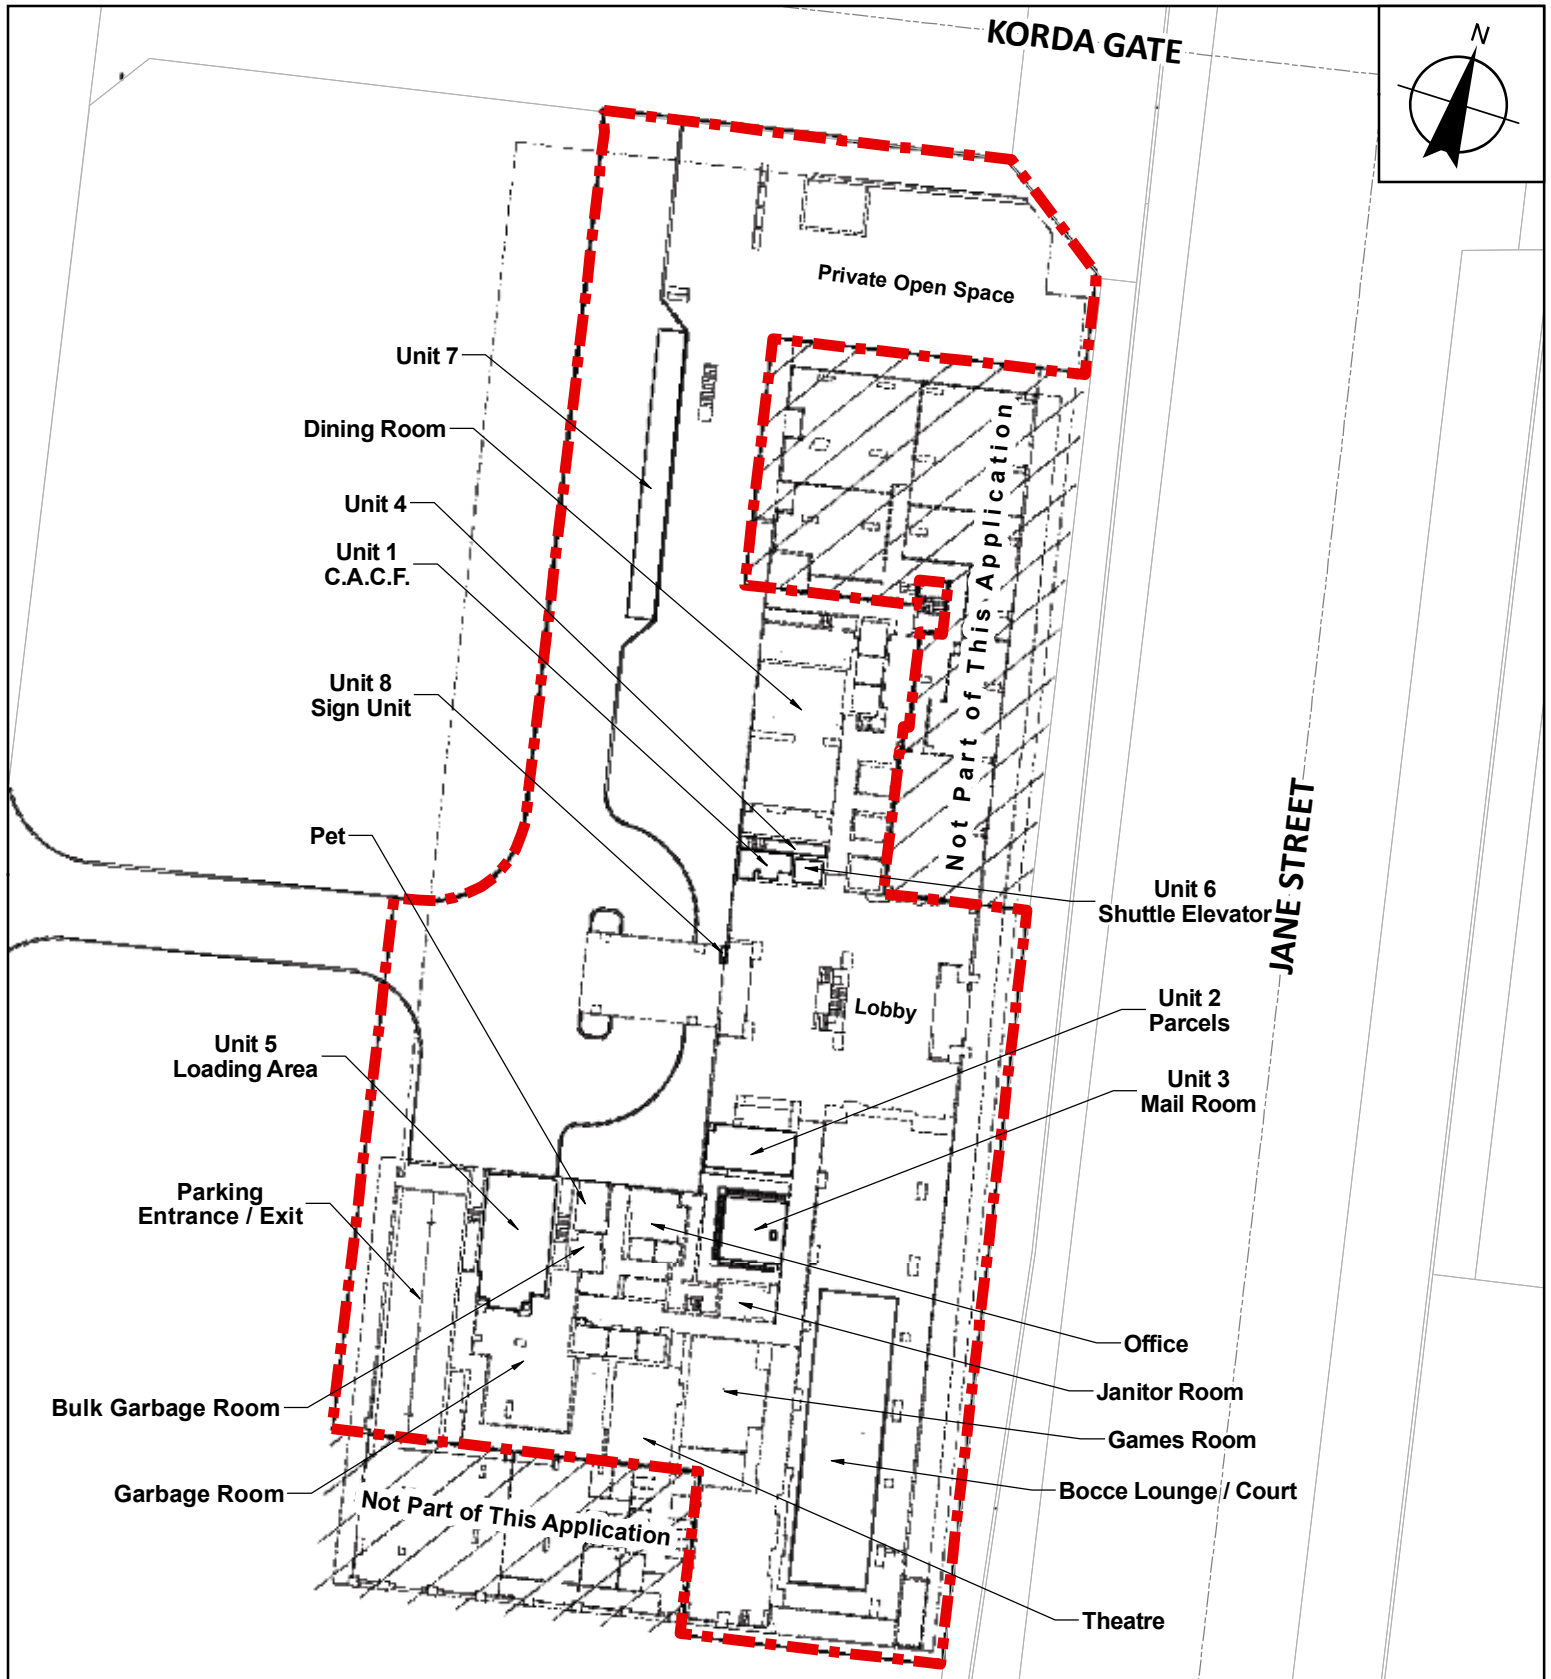 KORDA GATE
N
Private Open Space
Unit 7
Dining Room
Unit 4
Unit 1
C.A.C.F.
Unit 8
Sign Unit
Not Part of This Application
Pet
Unit 6
Shuttle Elevator
JANE STREET
Lobby
Unit 2
Parcels
Unit 5
Loading Area
Unit 3
Mail Room
Parking
Entrance / Exit
Office
Janitor Room
Bulk Garbage Room
Games Room
Garbage Room
Bocce Lounge / Court
Not Part of This Application
Theatre